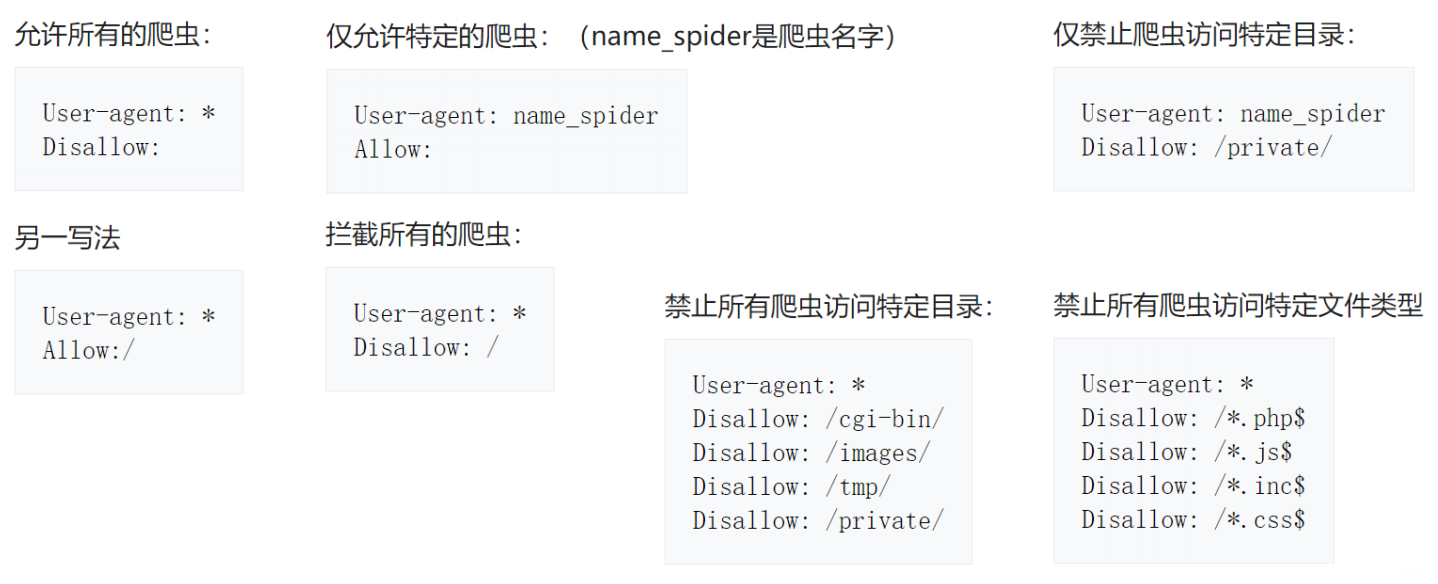 允许所有的爬虫：
User-agent: *
Disallow:
另一写法
User-agent: *
Allow:/
仅允许特定的爬虫：（name_spider是爬虫名字）
User-agent: name_spider
Allow:
拦截所有的爬虫：
User-agent: *
Disallow: /
禁止所有爬虫访问特定目录：
User-agent: *
Disallow: /cgi-bin/
Disallow: /images/
Disallow: /tmp/
Disallow: /private/
仅禁止爬虫访问特定目录：
User-agent: name_spider
Disallow: /private/
禁止所有爬虫访问特定文件类型
User-agent: *
Disallow: /*.php$
Disallow: /*.js$
Disallow: /*.inc$
Disallow: /*.css$